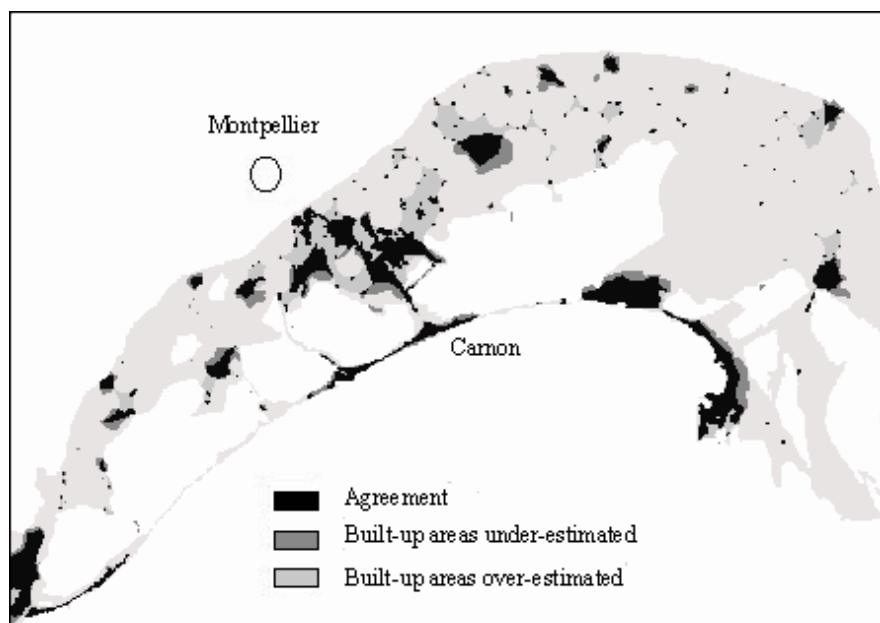 Montpellier
Carnon
Agreement
Built-up areas under-estimated
Built-up areas over-estimated